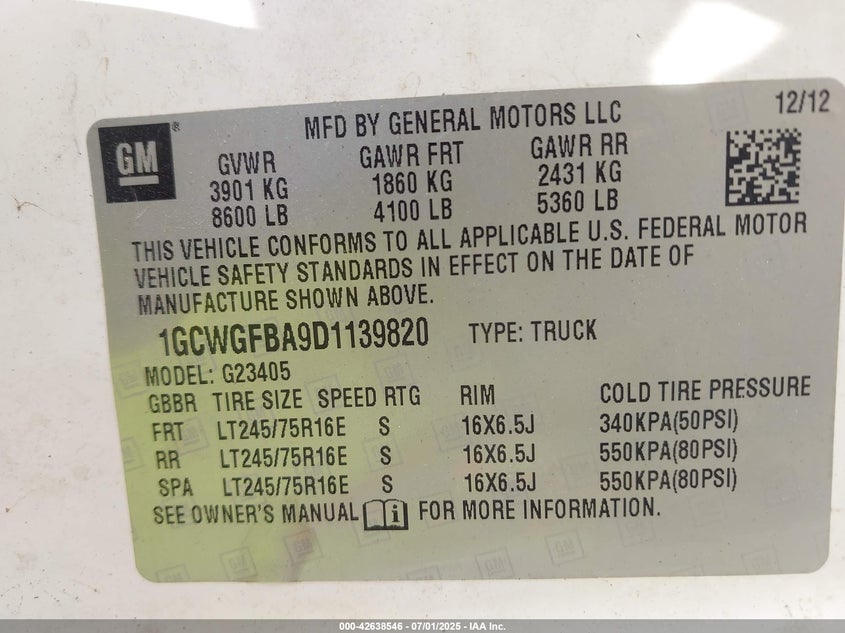 12/12
GM®
MFD BY GENERAL MOTORS LLC
GVWR GAWR FRT GAWR RR
3901 KG 1860 KG 2431 KG
8600 LB 4100 LB 5360 LB
THIS VEHICLE CONFORMS TO ALL APPLICABLE U.S. FEDERAL MOTOR
VEHICLE SAFETY STANDARDS IN EFFECT ON THE DATE OF
MANUFACTURE SHOWN ABOVE.
1GCWGFBA9D1139820 TYPE: TRUCK
MODEL: G23405
GBBR TIRE SIZE SPEED RTG RIM COLD TIRE PRESSURE
FRT LT245/75R16E S 16X6.5J 340KPA(50PSI)
RR LT245/75R16E S 16X6.5J 550KPA(80PSI)
SPA LT245/75R16E S 16X6.5J 550KPA(80PSI)
SEE OWNER'S MANUAL i FOR MORE INFORMATION.
000-42638546 - 07/01/2025 - IAA Inc.